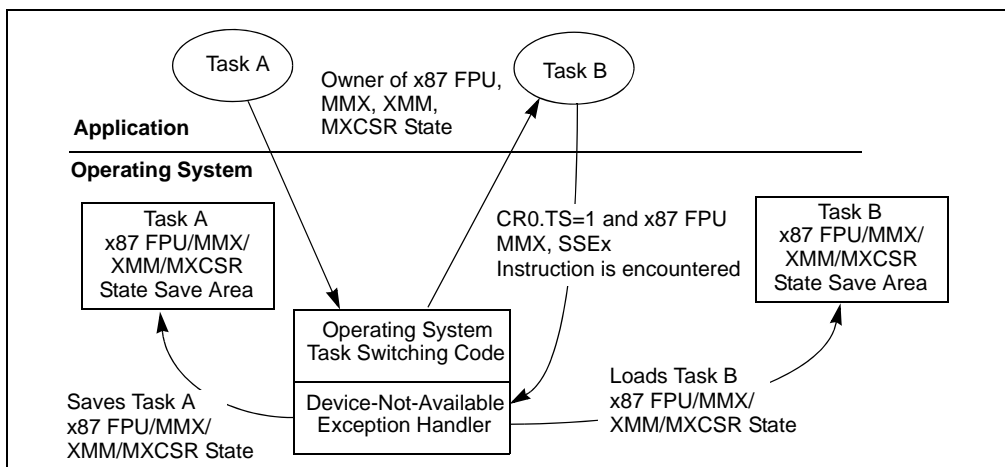 Task A
Owner of x87 FPU,
MMX, XMM,
MXCSR State
Task B
Application
Operating System
Task A
x87 FPU/MMX/
XMM/MXCSR
State Save Area
CR0.TS=1 and x87 FPU
MMX, SSEx
Instruction is encountered
Task B
x87 FPU/MMX/
XMM/MXCSR
State Save Area
Operating System
Task Switching Code
Device-Not-Available
Exception Handler
Saves Task A
x87 FPU/MMX/
XMM/MXCSR State
Loads Task B
x87 FPU/MMX/
XMM/MXCSR State